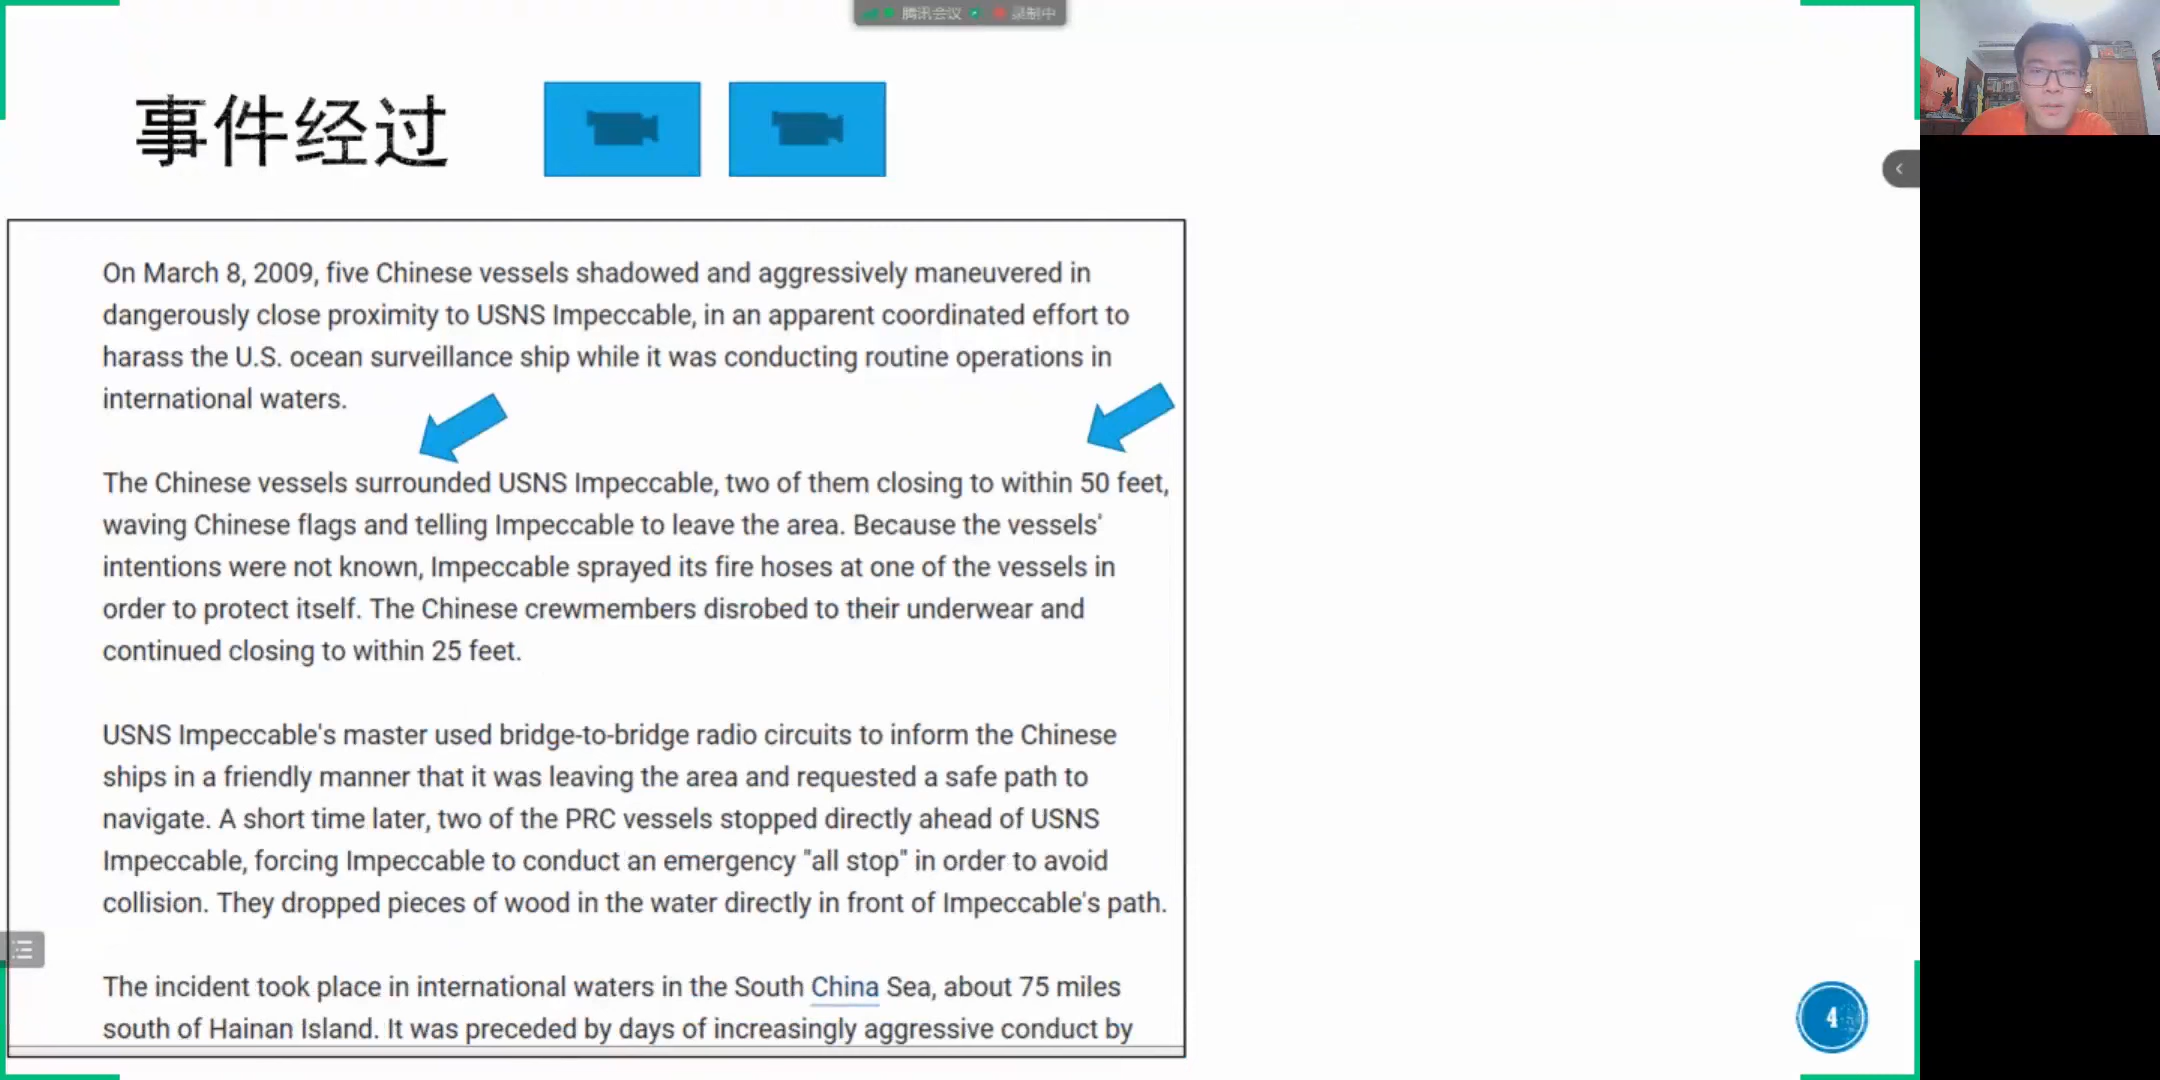 腾讯会议 录制中
事件经过
On March 8, 2009, five Chinese vessels shadowed and aggressively maneuvered in
dangerously close proximity to USNS Impeccable, in an apparent coordinated effort to
harass the U.S. ocean surveillance ship while it was conducting routine operations in
international waters.
The Chinese vessels surrounded USNS Impeccable, two of them closing to within 50 feet,
waving Chinese flags and telling Impeccable to leave the area. Because the vessels'
intentions were not known, Impeccable sprayed its fire hoses at one of the vessels in
order to protect itself. The Chinese crewmembers disrobed to their underwear and
continued closing to within 25 feet.
USNS Impeccable's master used bridge-to-bridge radio circuits to inform the Chinese
ships in a friendly manner that it was leaving the area and requested a safe path to
navigate. A short time later, two of the PRC vessels stopped directly ahead of USNS
Impeccable, forcing Impeccable to conduct an emergency "all stop" in order to avoid
collision. They dropped pieces of wood in the water directly in front of Impeccable's path.
The incident took place in international waters in the South China Sea, about 75 miles
south of Hainan Island. It was preceded by days of increasingly aggressive conduct by
4